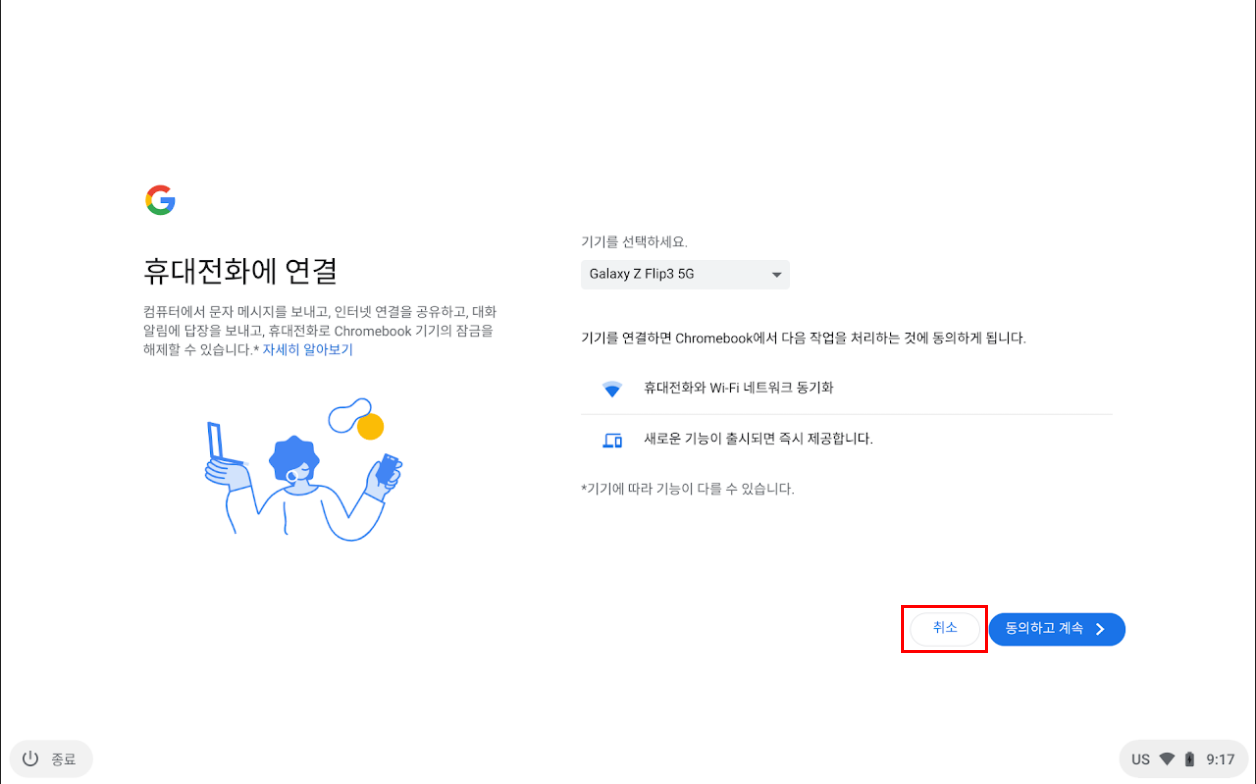 휴대전화에 연결
컴퓨터에서 문자 메시지를 보내고, 인터넷 연결을 공유하고, 대화
알림에 답장을 보내고, 휴대전화로 Chromebook 기기의 잠금을
해제할 수 있습니다.* 자세히 알아보기
기기를 선택하세요.
Galaxy Z Flip3 5G
기기를 연결하면 Chromebook에서 다음 작업을 처리하는 것에 동의하게 됩니다.
휴대전화와 Wi-Fi 네트워크 동기화
새로운 기능이 출시되면 즉시 제공합니다.
*기기에 따라 기능이 다를 수 있습니다.
취소
동의하고 계속
종료
US 9:17